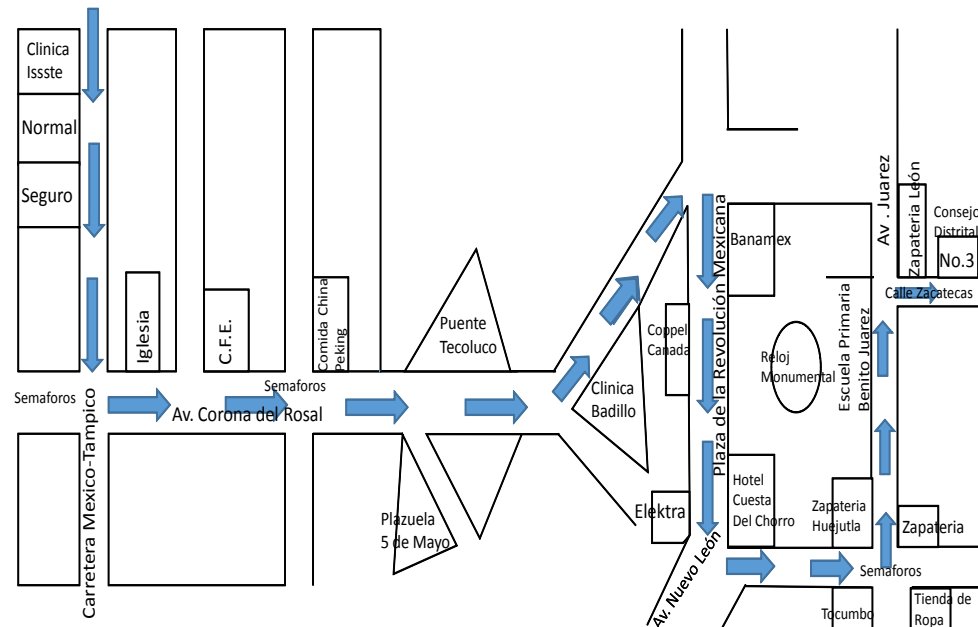 Clinica
Issste
Normal
Seguro
Semaforos
Carretera Mexico-Tampico
Iglesia
C.F.E.
Semaforos
Comida China
Peking
Av. Corona del Rosal
Puente
Tecoluco
Plazuela
5 de Mayo
Clinica
Badillo
Coppel
Canada
Elektra
Plaza de la Revolución Mexicana
Av. Nuevo León
Banamex
Reloj
Monumental
Escuela Primaria
Benito Juarez
Hotel
Cuesta
Del Chorro
Zapateria
Huejutla
Av . Juarez
Zapateria León
Consejo
Distrital
No.3
Calle Zacatecas
Zapateria
Semaforos
Tocumbo
Tienda de
Ropa